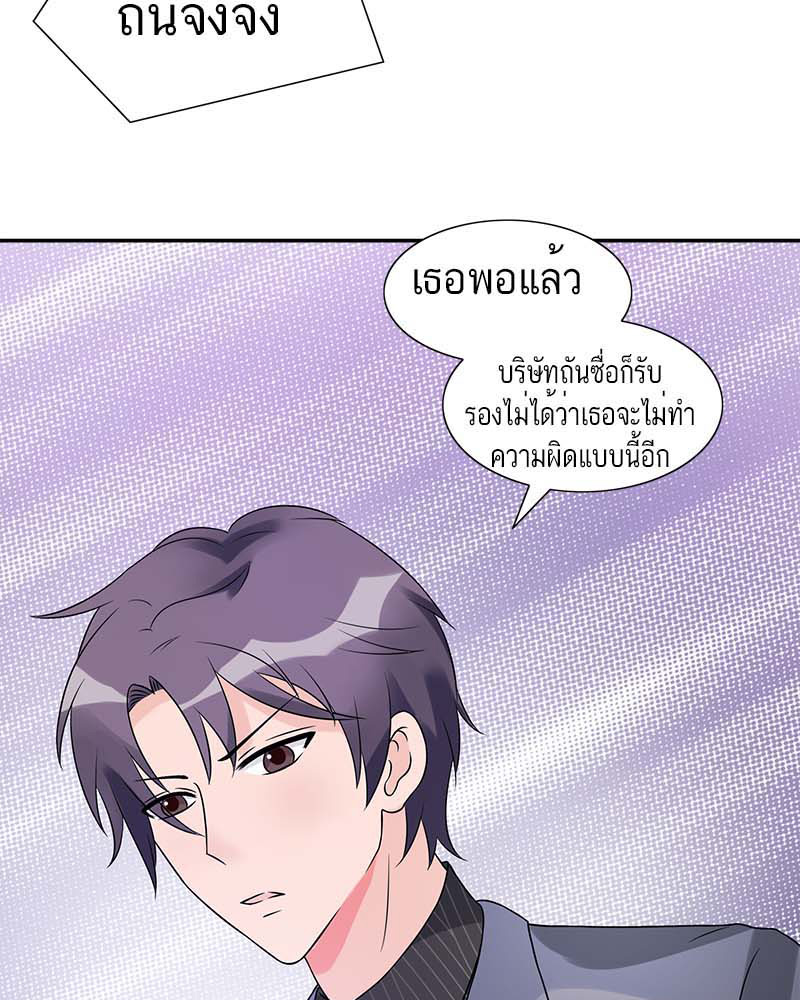 ถันจงจง
เธอพอแล้ว
บริษัทถันซื่อก็รับ
รองไม่ได้ว่าเธอจะไม่ทำ
ความผิดแบบนี้อีก